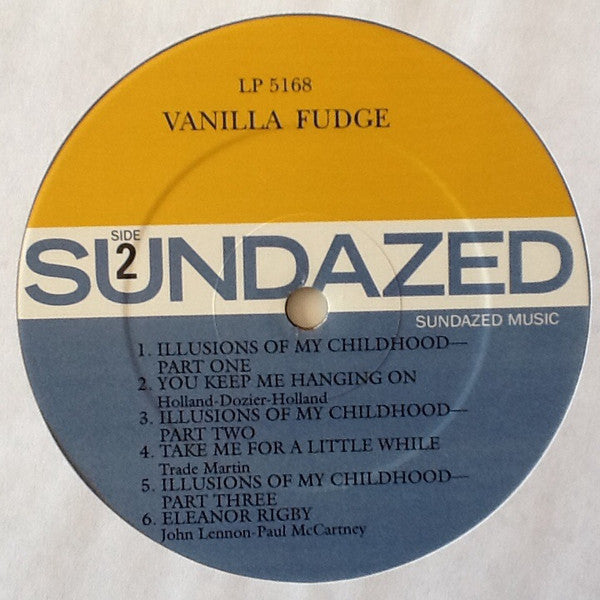 LP 5168
VANILLA FUDGE
SIDE
2
SUNDAZED
SUNDAZED MUSIC
1. ILLUSIONS OF MY CHILDHOOD—
PART ONE
2. YOU KEEP ME HANGING ON
Holland-Dozier-Holland
3. ILLUSIONS OF MY CHILDHOOD—
PART TWO
4. TAKE ME FOR A LITTLE WHILE
Trade Martin
5. ILLUSIONS OF MY CHILDHOOD—
PART THREE
6. ELEANOR RIGBY
John Lennon-Paul McCartney